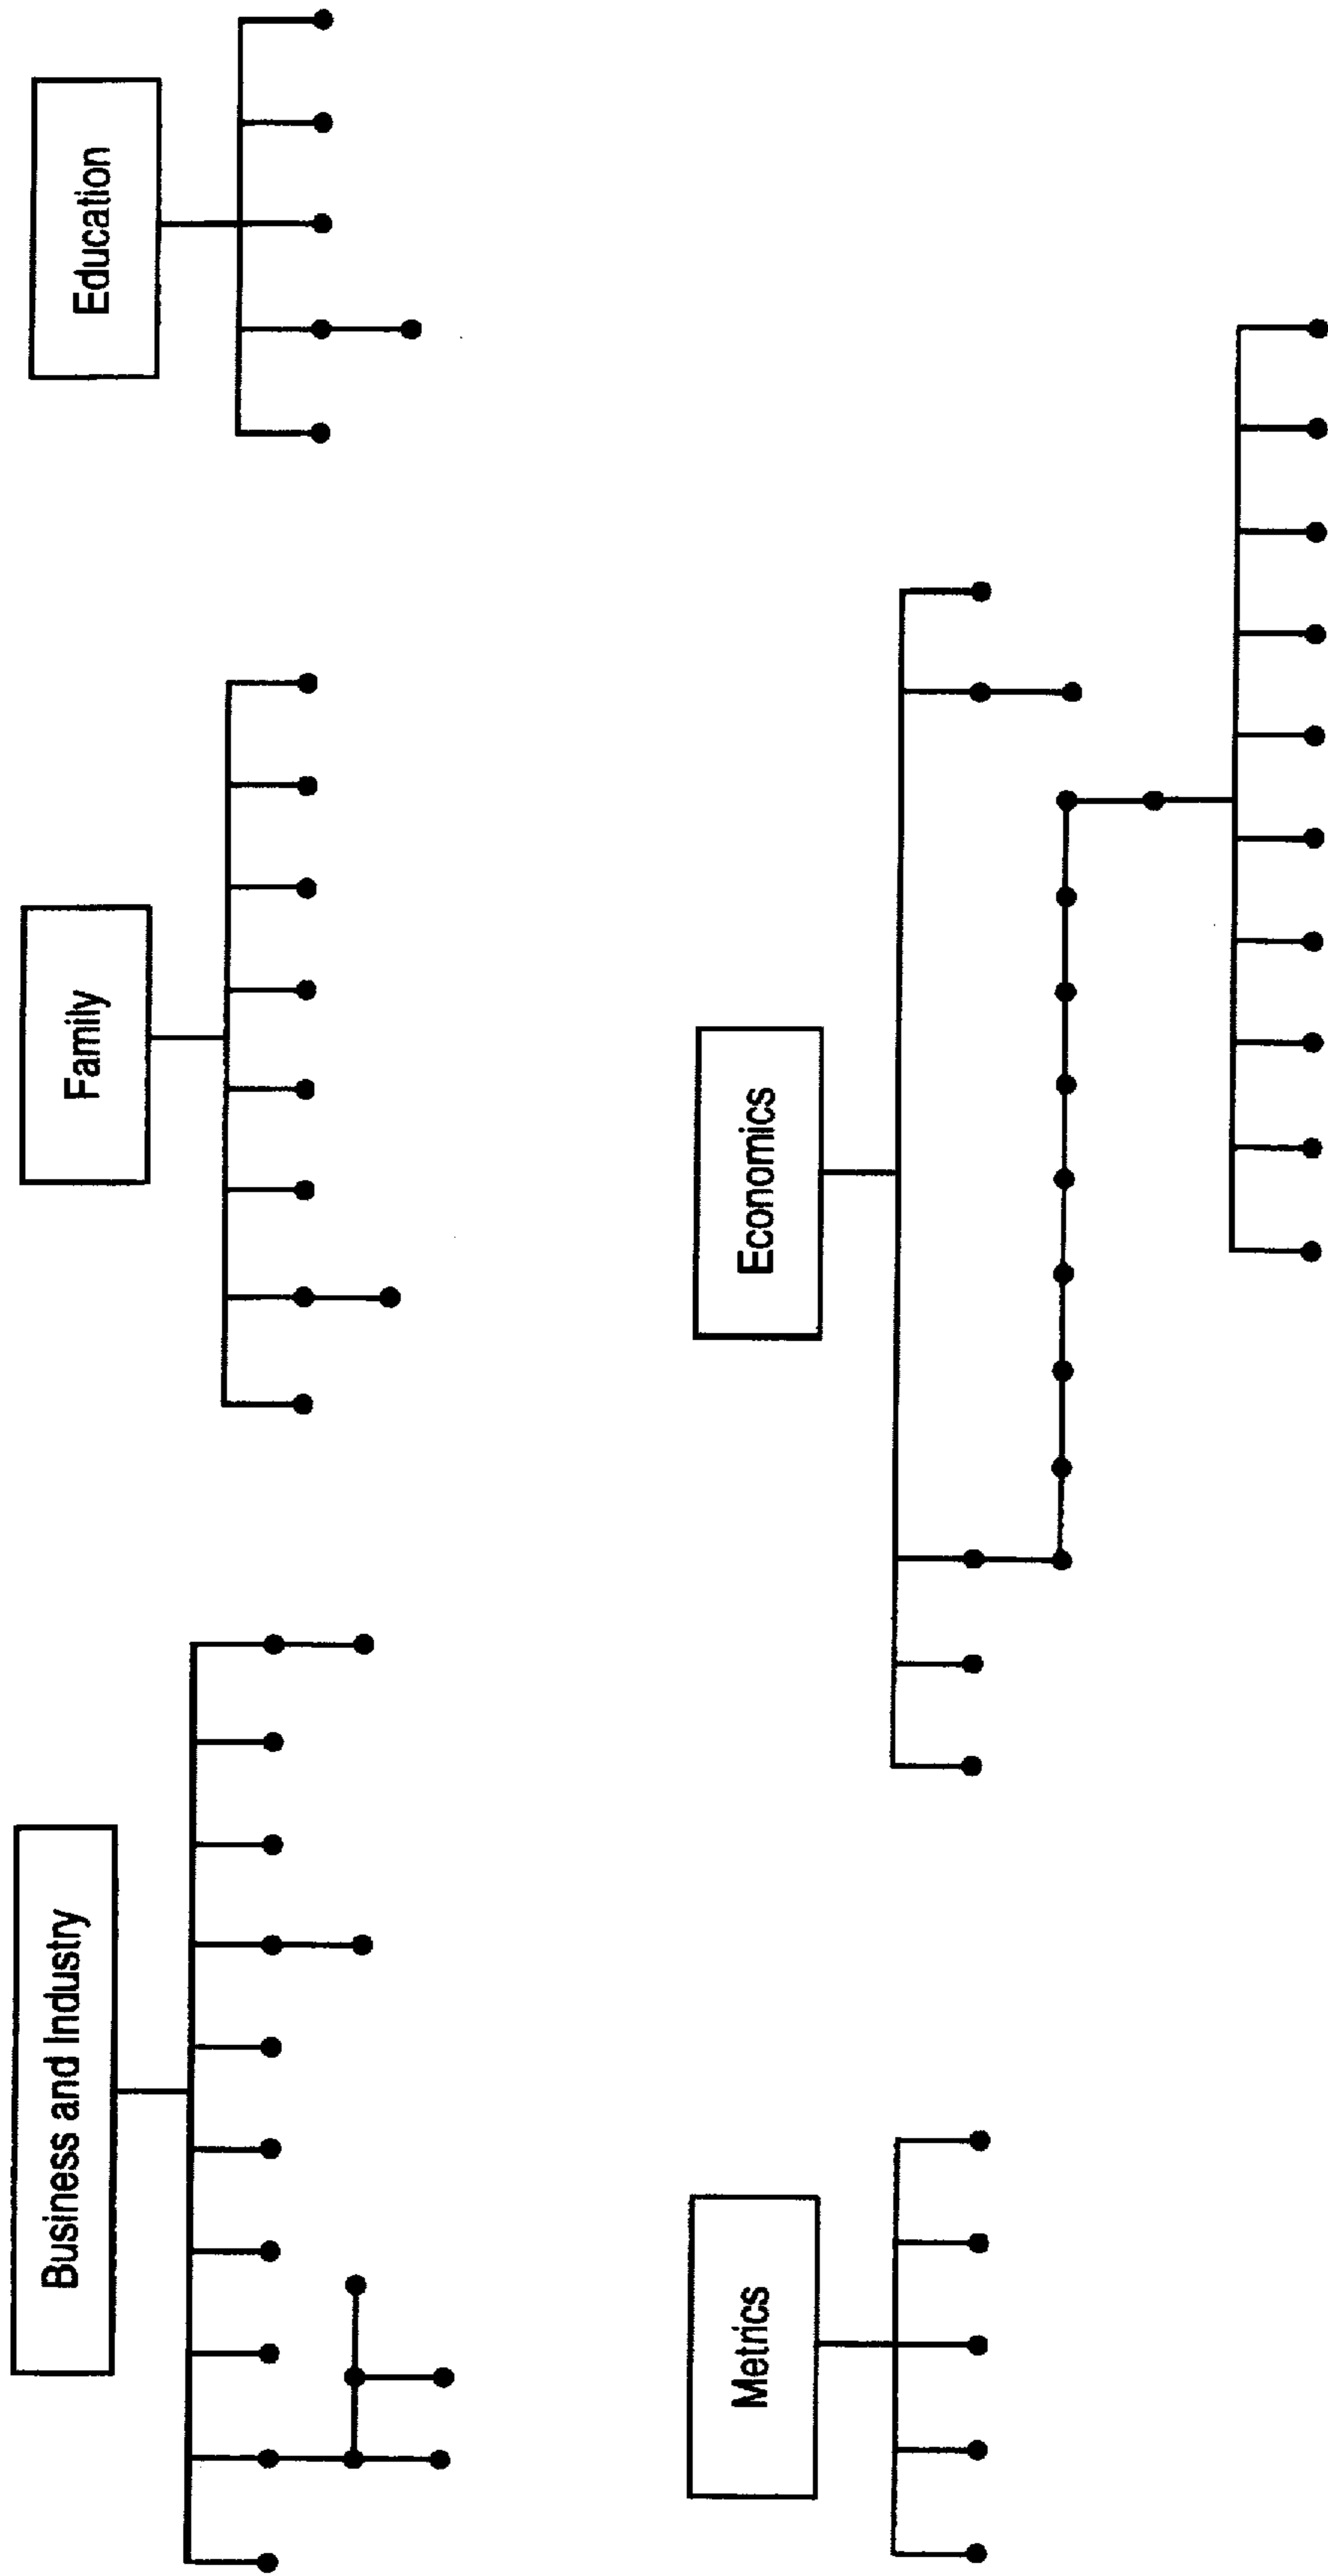 Business and Industry
Family
Education
Metrics
Economics